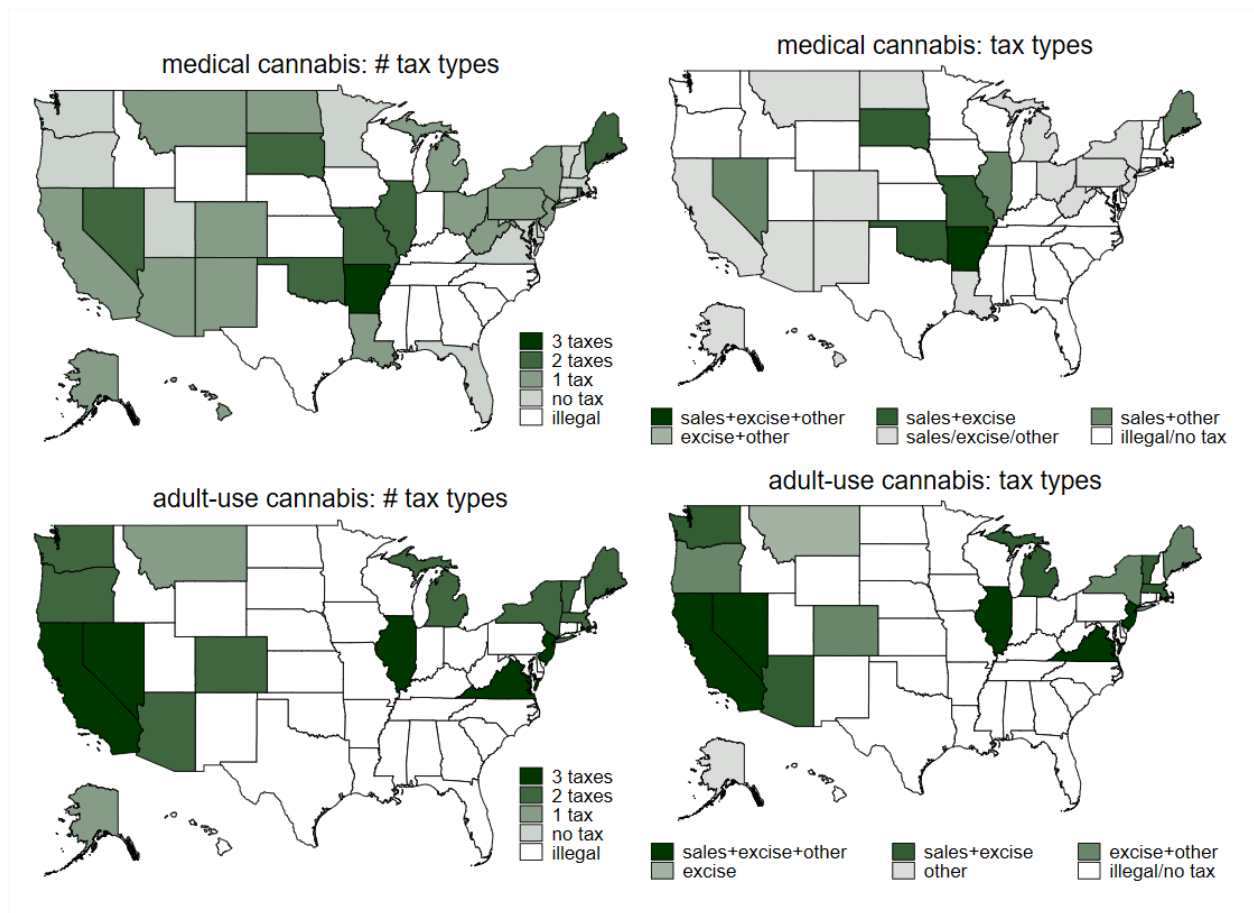 medical cannabis: # tax types
3 taxes
2 taxes
1 tax
no tax
illegal
medical cannabis: tax types
sales+excise+other
sales+excise
sales+other
excise+other
sales/excise/other
illegal/no tax
adult-use cannabis: # tax types
3 taxes
2 taxes
1 tax
no tax
illegal
adult-use cannabis: tax types
sales+excise+other
sales+excise
excise+other
excise
other
illegal/no tax